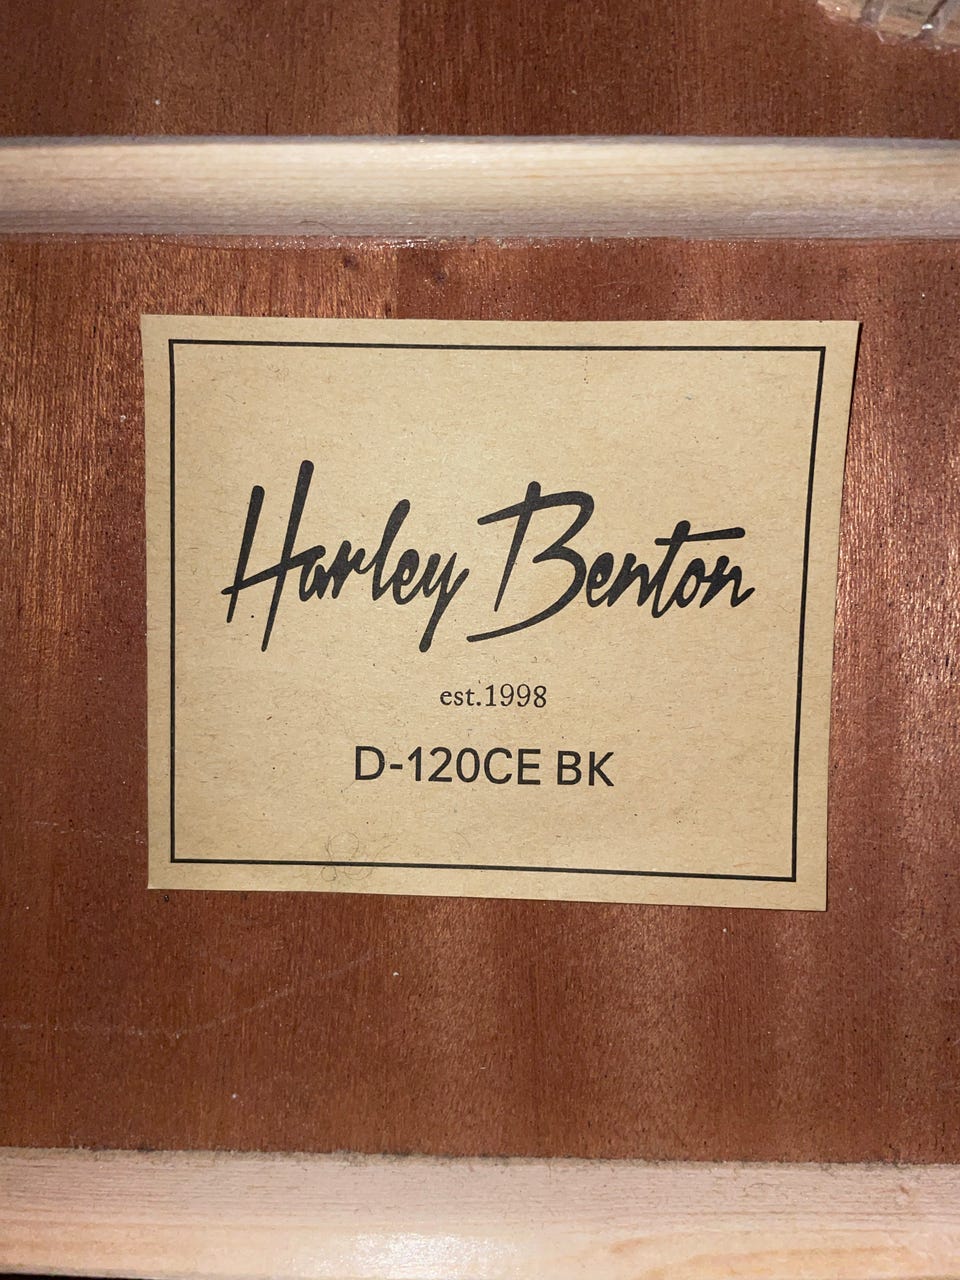 Harley Benton
est.1998
D-120CE BK